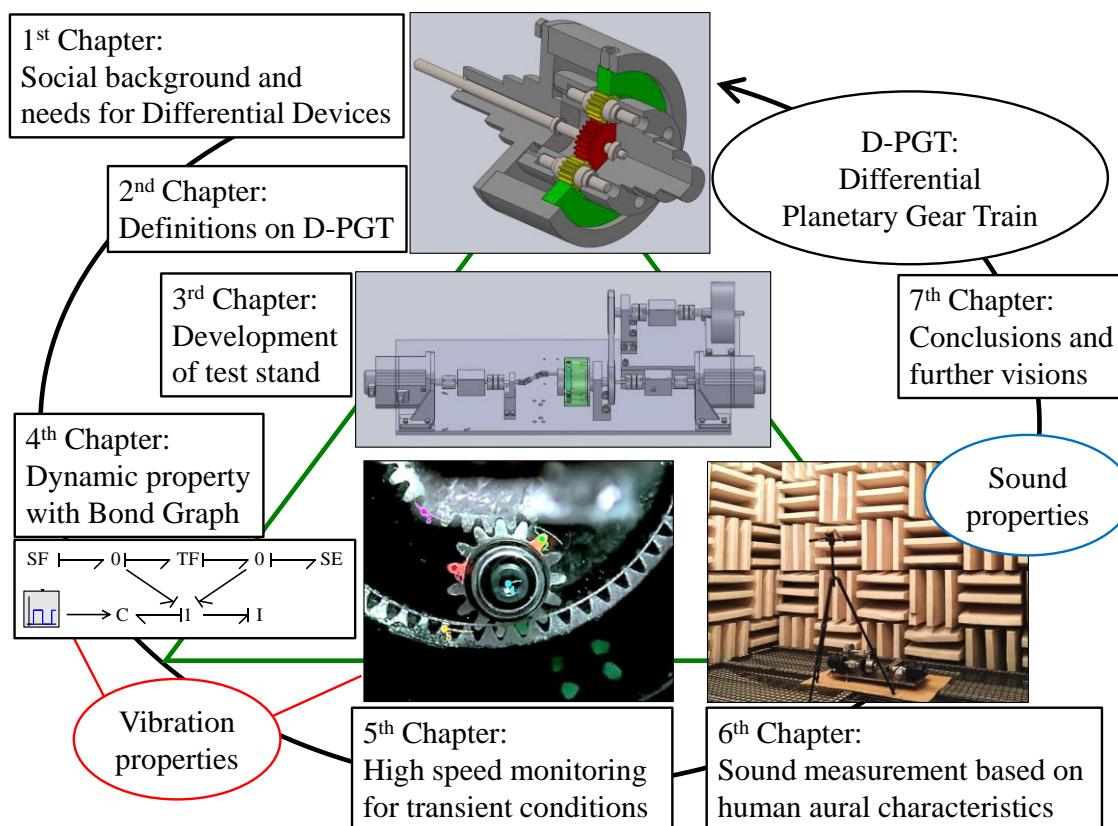 1st Chapter:
Social background and
needs for Differential Devices
2nd Chapter:
Definitions on D-PGT
3rd Chapter:
Development
of test stand
4th Chapter:
Dynamic property
with Bond Graph
SF 0 TF 0 SE
C 1 I
Vibration
properties
5th Chapter:
High speed monitoring
for transient conditions
6th Chapter:
Sound measurement based on
human aural characteristics
Sound
properties
7th Chapter:
Conclusions and
further visions
D-PGT:
Differential
Planetary Gear Train